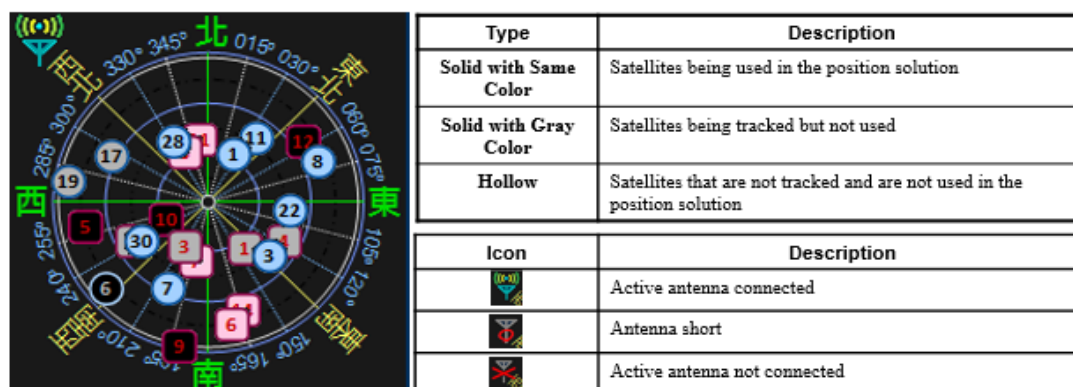 北
345°
015°
330°
030°
西北
東北
300°
060°
285°
075°
西
東
255°
105°
240°
120°
西南
東南
210°
150°
195°
165°
南
28
1
11
12
8
17
19
22
5
10
30
3
1
4
3
7
6
7
14
6
9
Type
Description
Solid with Same
Color
Satellites being used in the position solution
Solid with Gray
Color
Satellites being tracked but not used
Hollow
Satellites that are not tracked and are not used in the
position solution
Icon
Description
Active antenna connected
Antenna short
Active antenna not connected